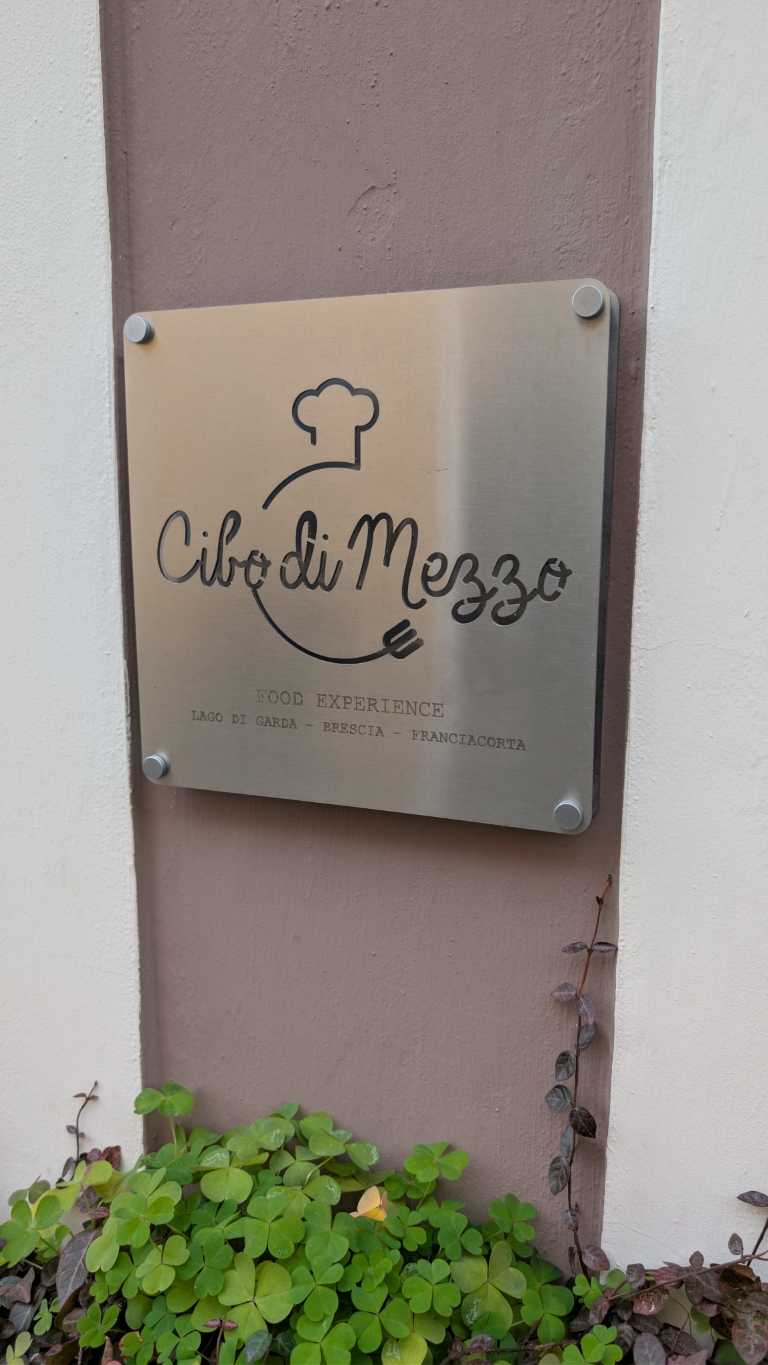 Cibo di Mezzo
FOOD EXPERIENCE
LAGO DI GARDA - BRESCIA - FRANCIACORTA